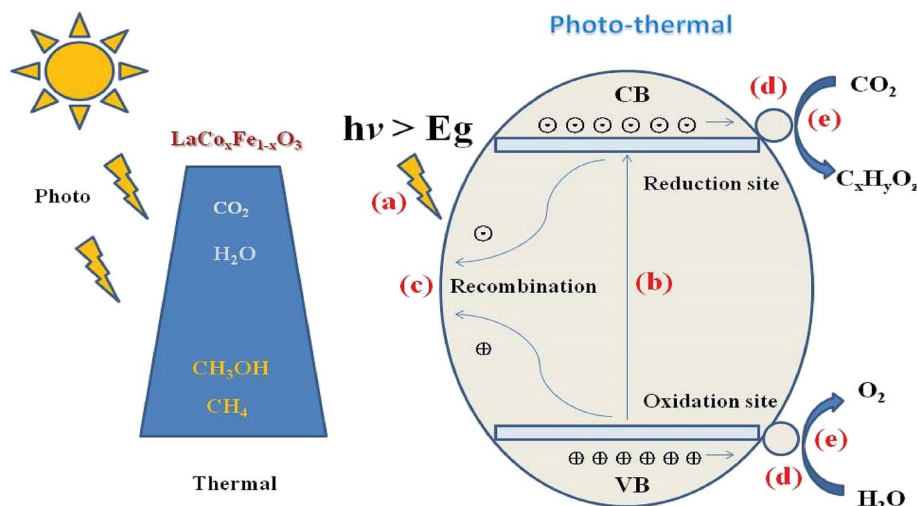 Photo-thermal
LaCoₓFe₁₋ₓO₃
Photo
CO₂
H₂O
CH₃OH
CH₄
Thermal
hν > Eg
(a)
CB
(d)
CO₂
(e)
CₓHᵧO₂
Reduction site
(c) Recombination
(b)
Oxidation site
O₂
(e)
(d)
VB
H₂O